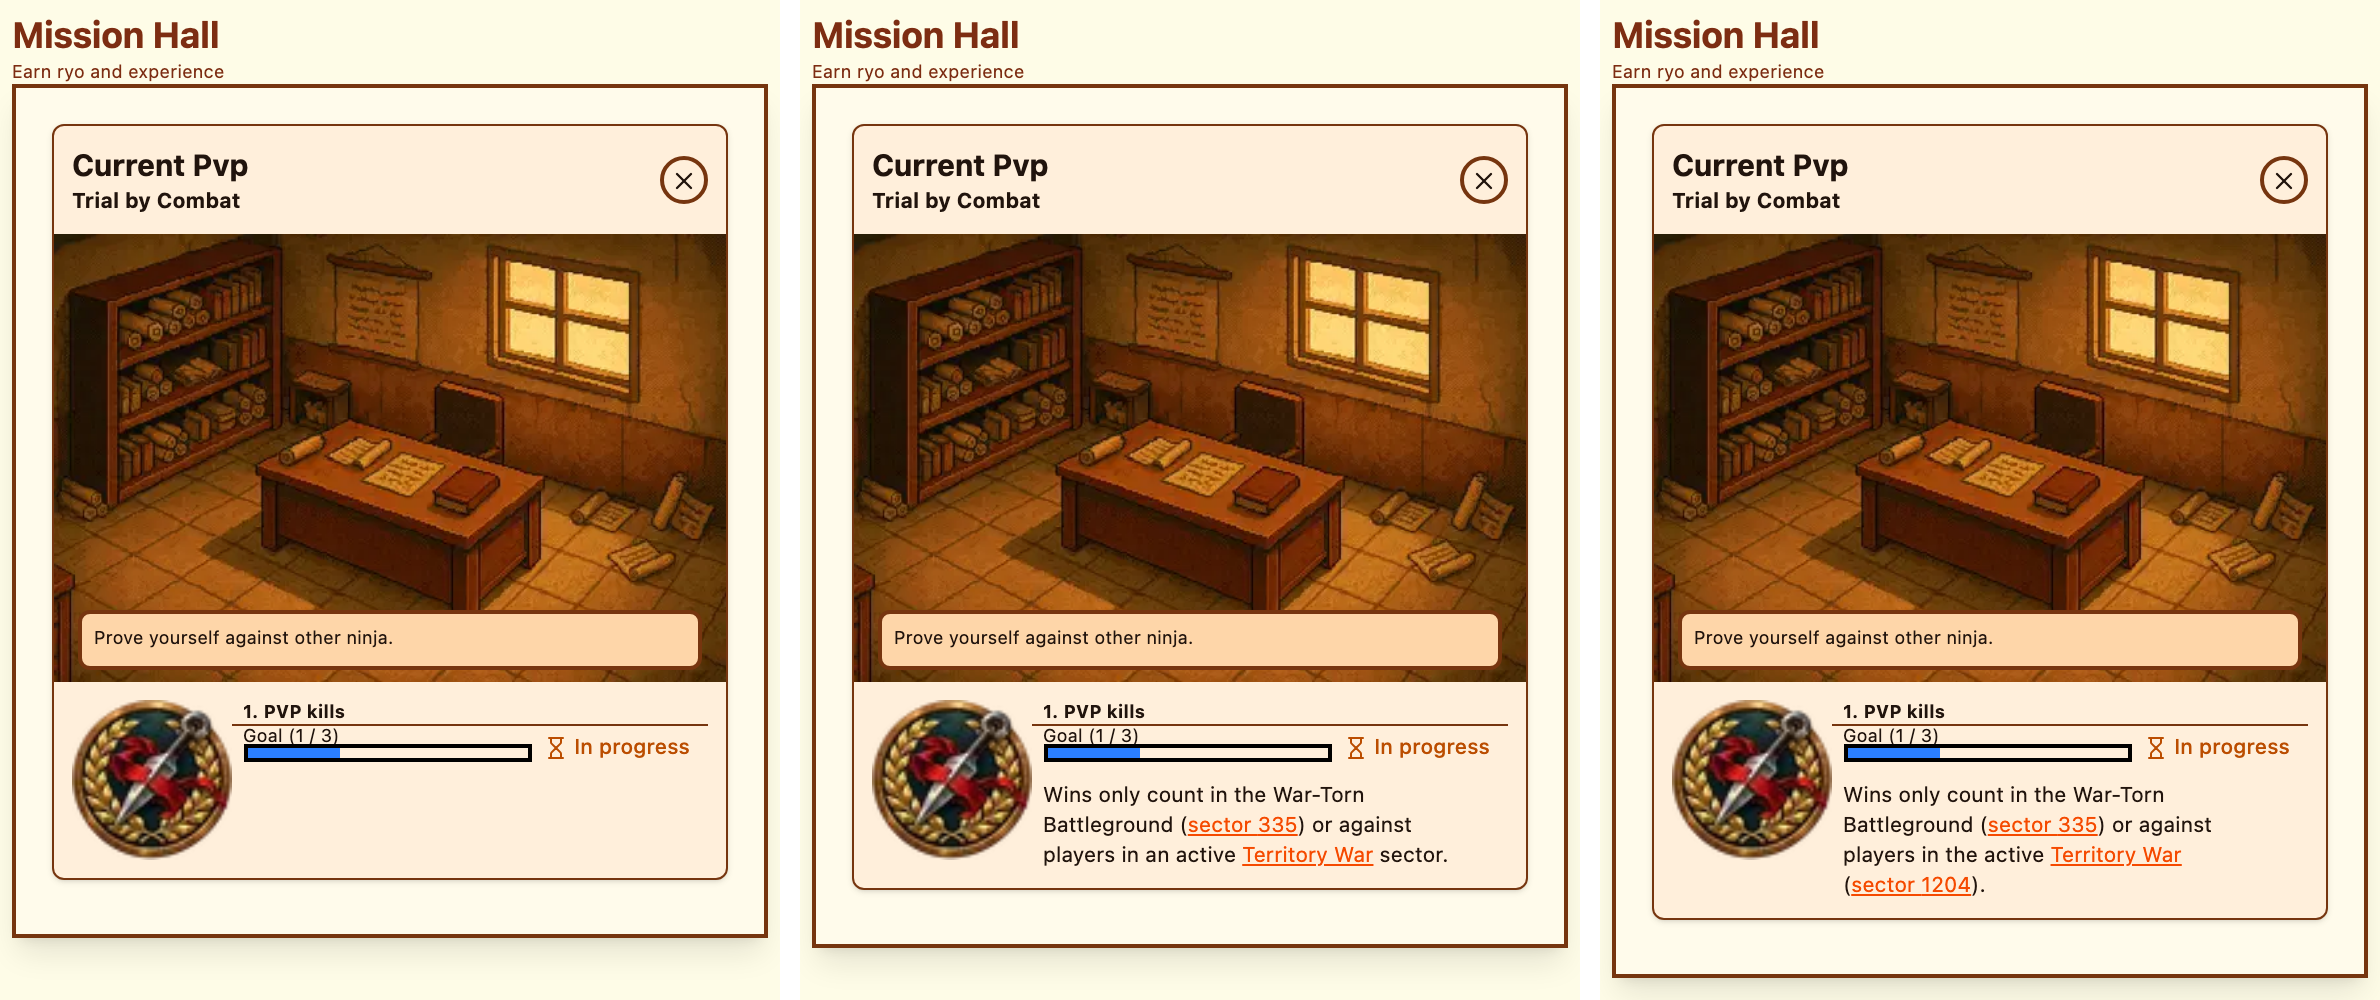 Mission Hall
Earn ryo and experience
Current Pvp
Trial by Combat
Prove yourself against other ninja.
1. PVP kills
Goal (1 / 3)
In progress
Mission Hall
Earn ryo and experience
Current Pvp
Trial by Combat
Prove yourself against other ninja.
1. PVP kills
Goal (1 / 3)
In progress
Wins only count in the War-Torn
Battleground (sector 335) or against
players in an active Territory War sector.
Mission Hall
Earn ryo and experience
Current Pvp
Trial by Combat
Prove yourself against other ninja.
1. PVP kills
Goal (1 / 3)
In progress
Wins only count in the War-Torn
Battleground (sector 335) or against
players in the active Territory War
(sector 1204).